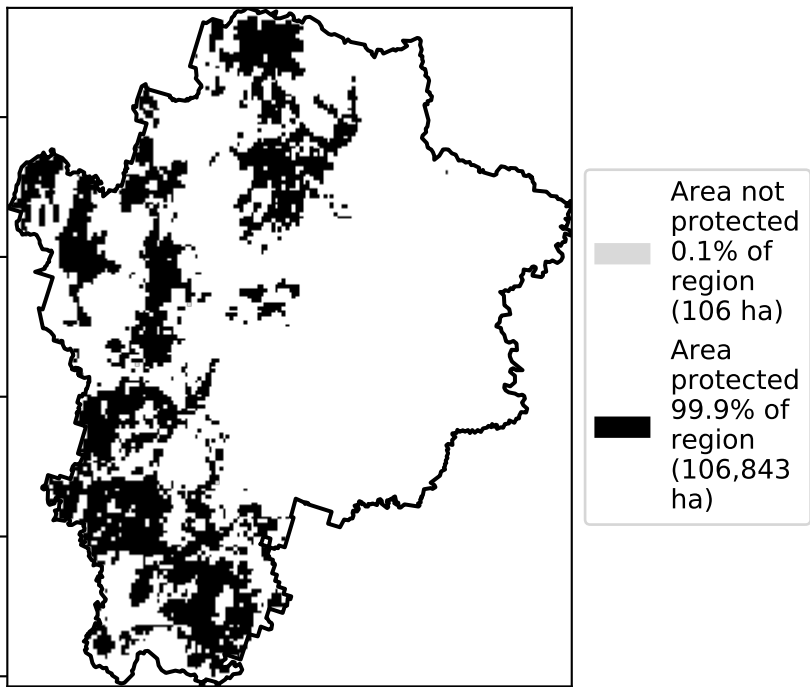 Area not
protected
0.1% of
region
(106 ha)
Area
protected
99.9% of
region
(106,843
ha)